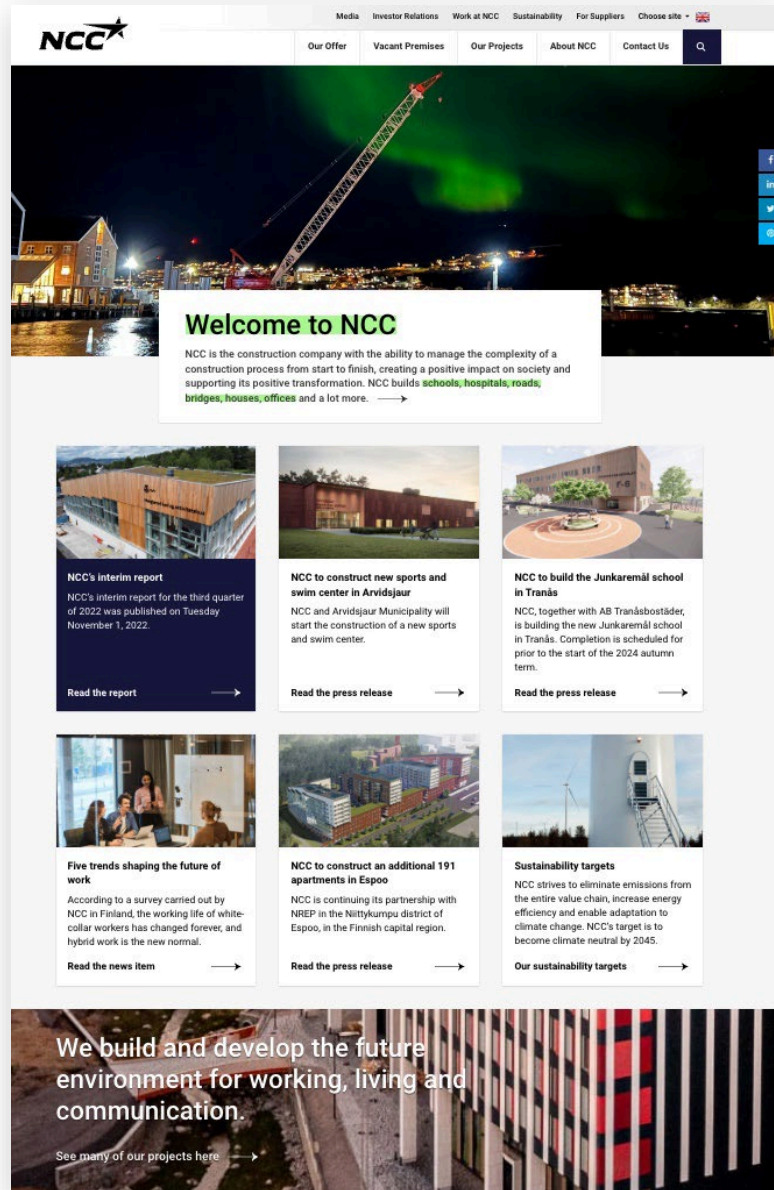 Media Investor Relations Work at NCC Sustainability For Suppliers Choose site
NCC
Our Offer Vacant Premises Our Projects About NCC Contact Us
Welcome to NCC
NCC is the construction company with the ability to manage the complexity of a
construction process from start to finish, creating a positive impact on society and
supporting its positive transformation. NCC builds schools, hospitals, roads,
bridges, houses, offices and a lot more.
NCC's interim report
NCC's interim report for the third quarter
of 2022 was published on Tuesday
November 1, 2022.
Read the report
NCC to construct new sports and
swim center in Arvidsjaur
NCC and Arvidsjaur Municipality will
start the construction of a new sports
and swim center.
Read the press release
F-6
NCC to build the Junkaremål school
in Tranås
NCC, together with AB Tranåsbostäder,
is building the new Junkaremål school
in Tranås. Completion is scheduled for
prior to the start of the 2024 autumn
term.
Read the press release
Five trends shaping the future of
work
According to a survey carried out by
NCC in Finland, the working life of white-
collar workers has changed forever, and
hybrid work is the new normal.
Read the news item
NCC to construct an additional 191
apartments in Espoo
NCC is continuing its partnership with
NREP in the Niittykumpu district of
Espoo, in the Finnish capital region.
Read the press release
Sustainability targets
NCC strives to eliminate emissions from
the entire value chain, increase energy
efficiency and enable adaptation to
climate change. NCC's target is to
become climate neutral by 2045.
Our sustainability targets
We build and develop the future
environment for working, living and
communication.
See many of our projects here